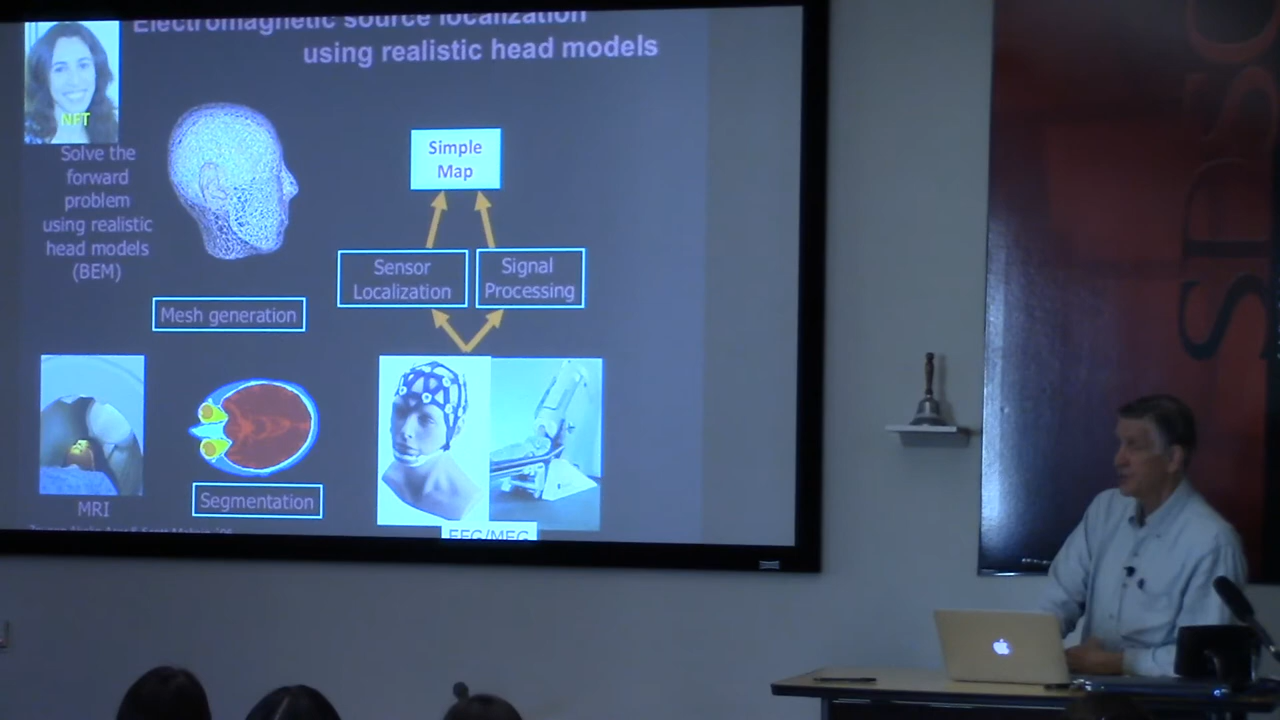 Electromagnetic source localization
using realistic head models
NFT
Solve the
forward
problem
using realistic
head models
(BEM)
Simple
Map
Sensor
Localization
Signal
Processing
Mesh generation
MRI
Segmentation
EEG/MEG
SDSC